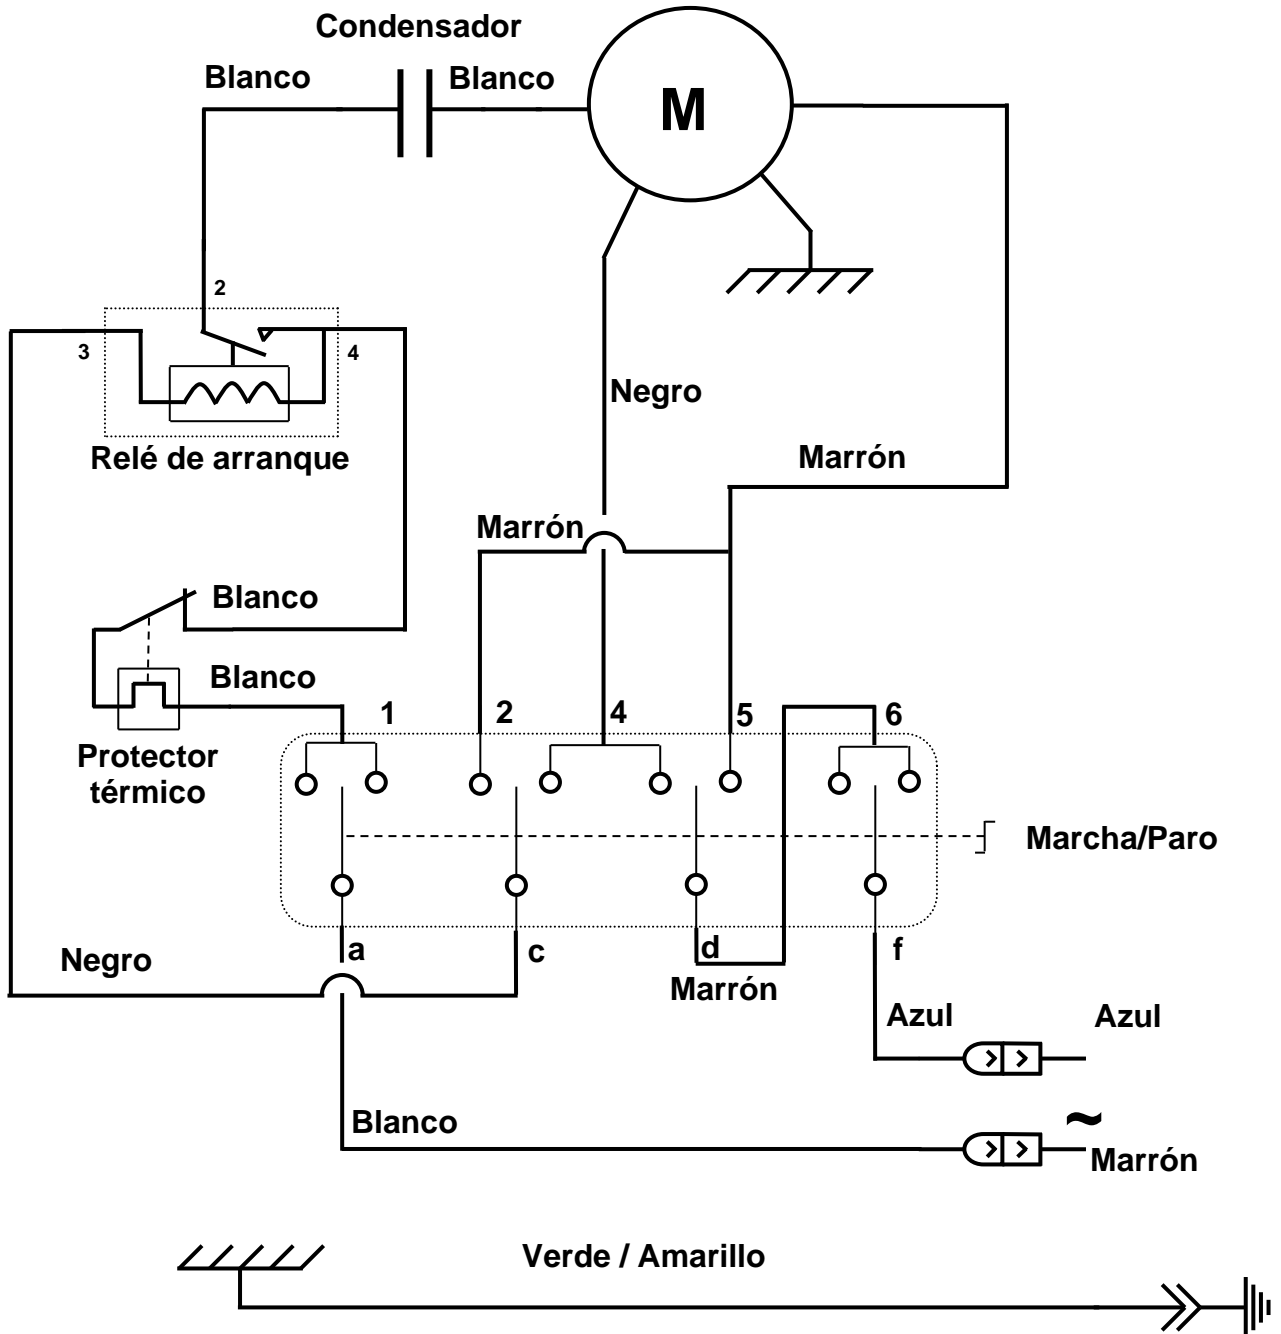 Condensador
Blanco
Blanco
M
2
3
4
Negro
Relé de arranque
Marrón
Marrón
Blanco
Blanco
1
2
4
5
6
Protector
térmico
Marcha/Paro
a
c
d
f
Negro
Marrón
Azul
Azul
Blanco
~
Marrón
Verde / Amarillo